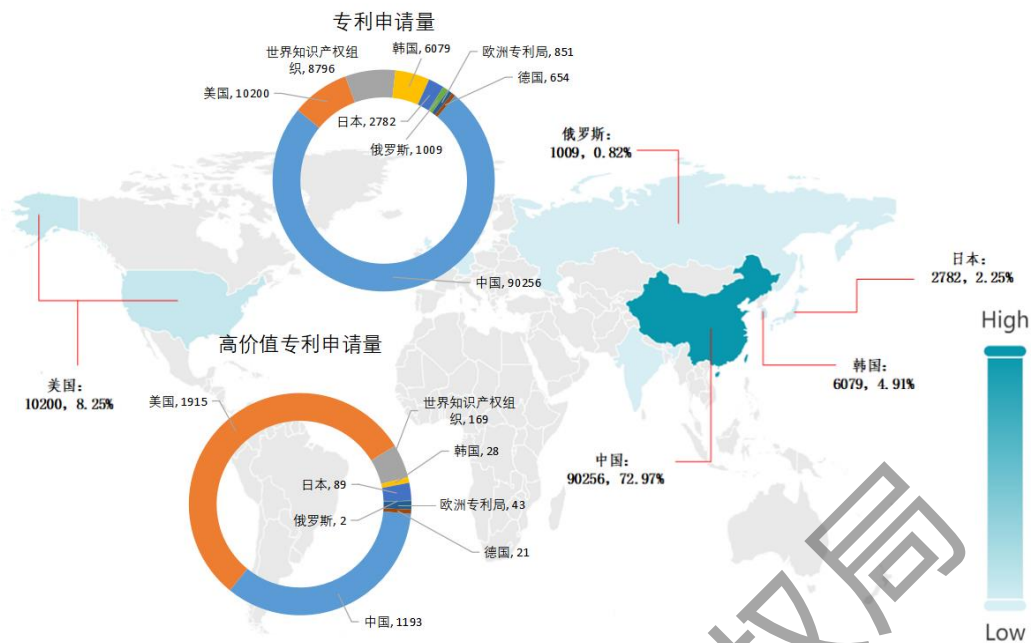 专利申请量
世界知识产权组
织, 8796
韩国, 6079
欧洲专利局, 851
德国, 654
美国, 10200
日本, 2782
俄罗斯, 1009
中国, 90256
俄罗斯:
1009, 0.82%
日本:
2782, 2.25%
High
韩国:
6079, 4.91%
美国:
10200, 8.25%
中国:
90256, 72.97%
高价值专利申请量
美国, 1915
世界知识产权组
织, 169
韩国, 28
日本, 89
欧洲专利局, 43
俄罗斯, 2
德国, 21
中国, 1193
权局
Low